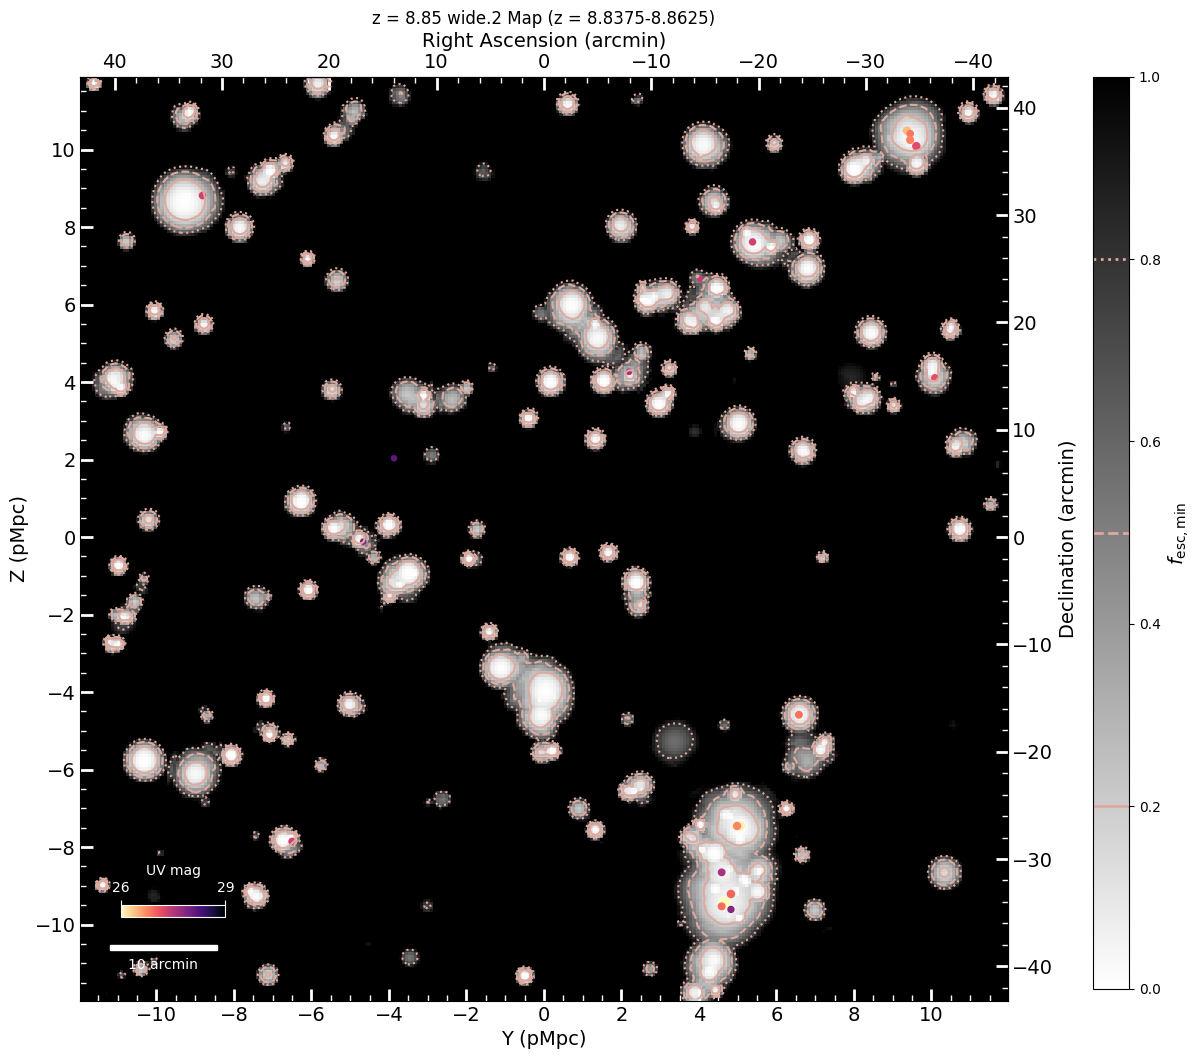 z = 8.85 wide.2 Map (z = 8.8375-8.8625)
Right Ascension (arcmin)
40 30 20 10 0 −10 −20 −30 −40
10
8
6
4
2
0
−2
−4
−6
−8
−10
Z (pMpc)
UV mag
26 29
10 arcmin
−10 −8 −6 −4 −2 0 2 4 6 8 10
Y (pMpc)
40
30
20
10
0
−10
−20
−30
−40
Declination (arcmin)
1.0
0.8
0.6
0.4
0.2
0.0
f_esc,min